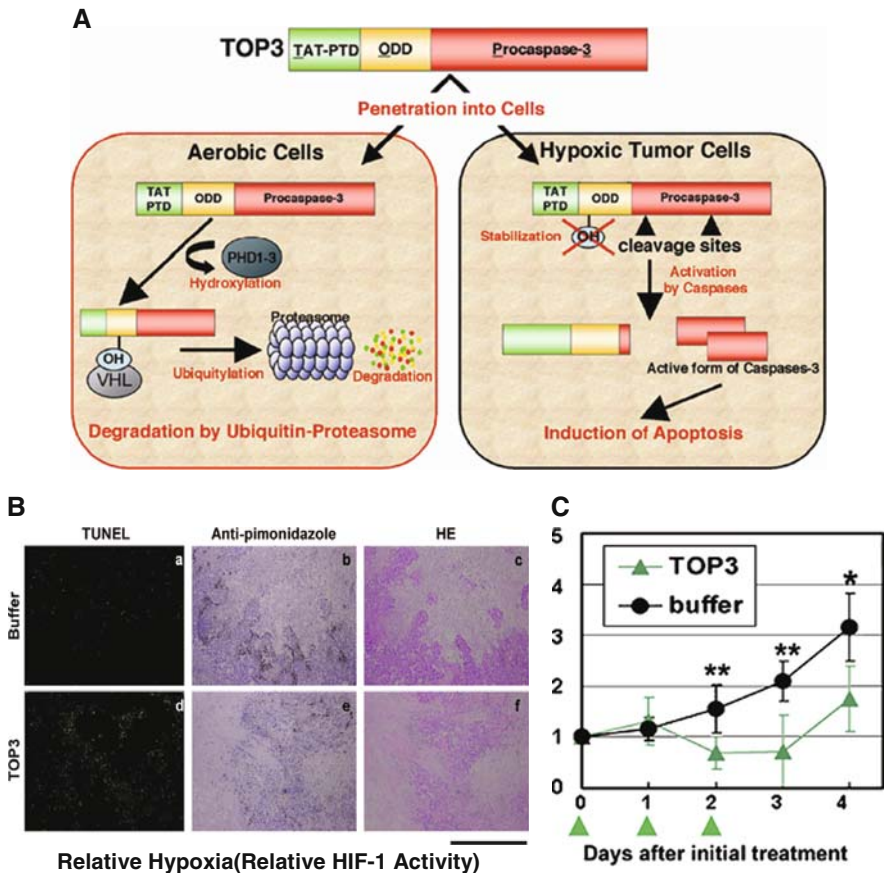 A
TOP3 TAT-PTD ODD Procaspase-3
Penetration into Cells
Aerobic Cells
TAT PTD
ODD
Procaspase-3
PHD1-3
Hydroxylation
OH
VHL
Ubiquitylation
Proteasome
Degradation
Degradation by Ubiquitin-Proteasome
Hypoxic Tumor Cells
TAT PTD
ODD
Procaspase-3
Stabilization
OH
cleavage sites
Activation
by Caspases
Active form of Caspases-3
Induction of Apoptosis
B
TUNEL Anti-pimonidazole HE
Buffer
a b c
TOP3
d e f
Relative Hypoxia(Relative HIF-1 Activity)
C
5
4
3
2
1
0
TOP3
buffer
** ** *
0 1 2 3 4
Days after initial treatment